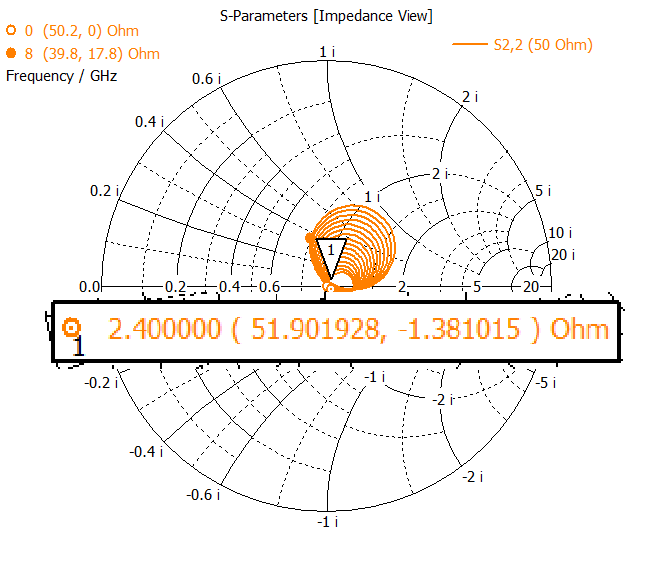 S-Parameters [Impedance View]
0 (50.2, 0) Ohm
8 (39.8, 17.8) Ohm
Frequency / GHz
S2,2 (50 Ohm)
1 i
0.6 i
2 i
0.4 i
2 i
0.2 i
1 i
5 i
10 i
20 i
1
0.0
0.2
0.4
0.6
2
5
20
2.400000 ( 51.901928, -1.381015 ) Ohm
1
-0.2 i
-1 i
-5 i
-2 i
-0.4 i
-2 i
-0.6 i
-1 i